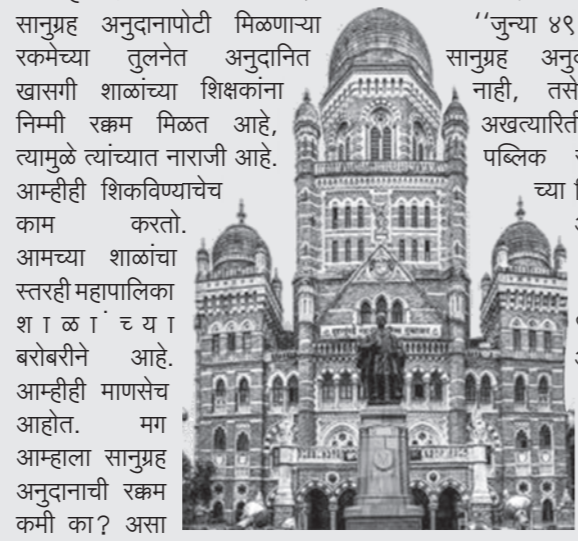 सानुग्रह अनुदानापोटी मिळणाऱ्या
रकमेच्या तुलनेत अनुदानित
खासगी शाळांच्या शिक्षकांना
निम्मी रक्कम मिळत आहे,
त्यामुळे त्यांच्यात नाराजी आहे.
आम्हीही शिकविण्याचेच
काम करतो.
आमच्या शाळांचा
स्तरही महापालिका
शाळांच्या
बरोबरीने आहे.
आम्हीही माणसेच
आहोत. मग
आम्हाला सानुग्रह
अनुदानाची रक्कम
कमी का? असा
‘‘जुन्या ४९
सानुग्रह
नाही, तसे
अखत्यारिती
पब्लिक
च्या